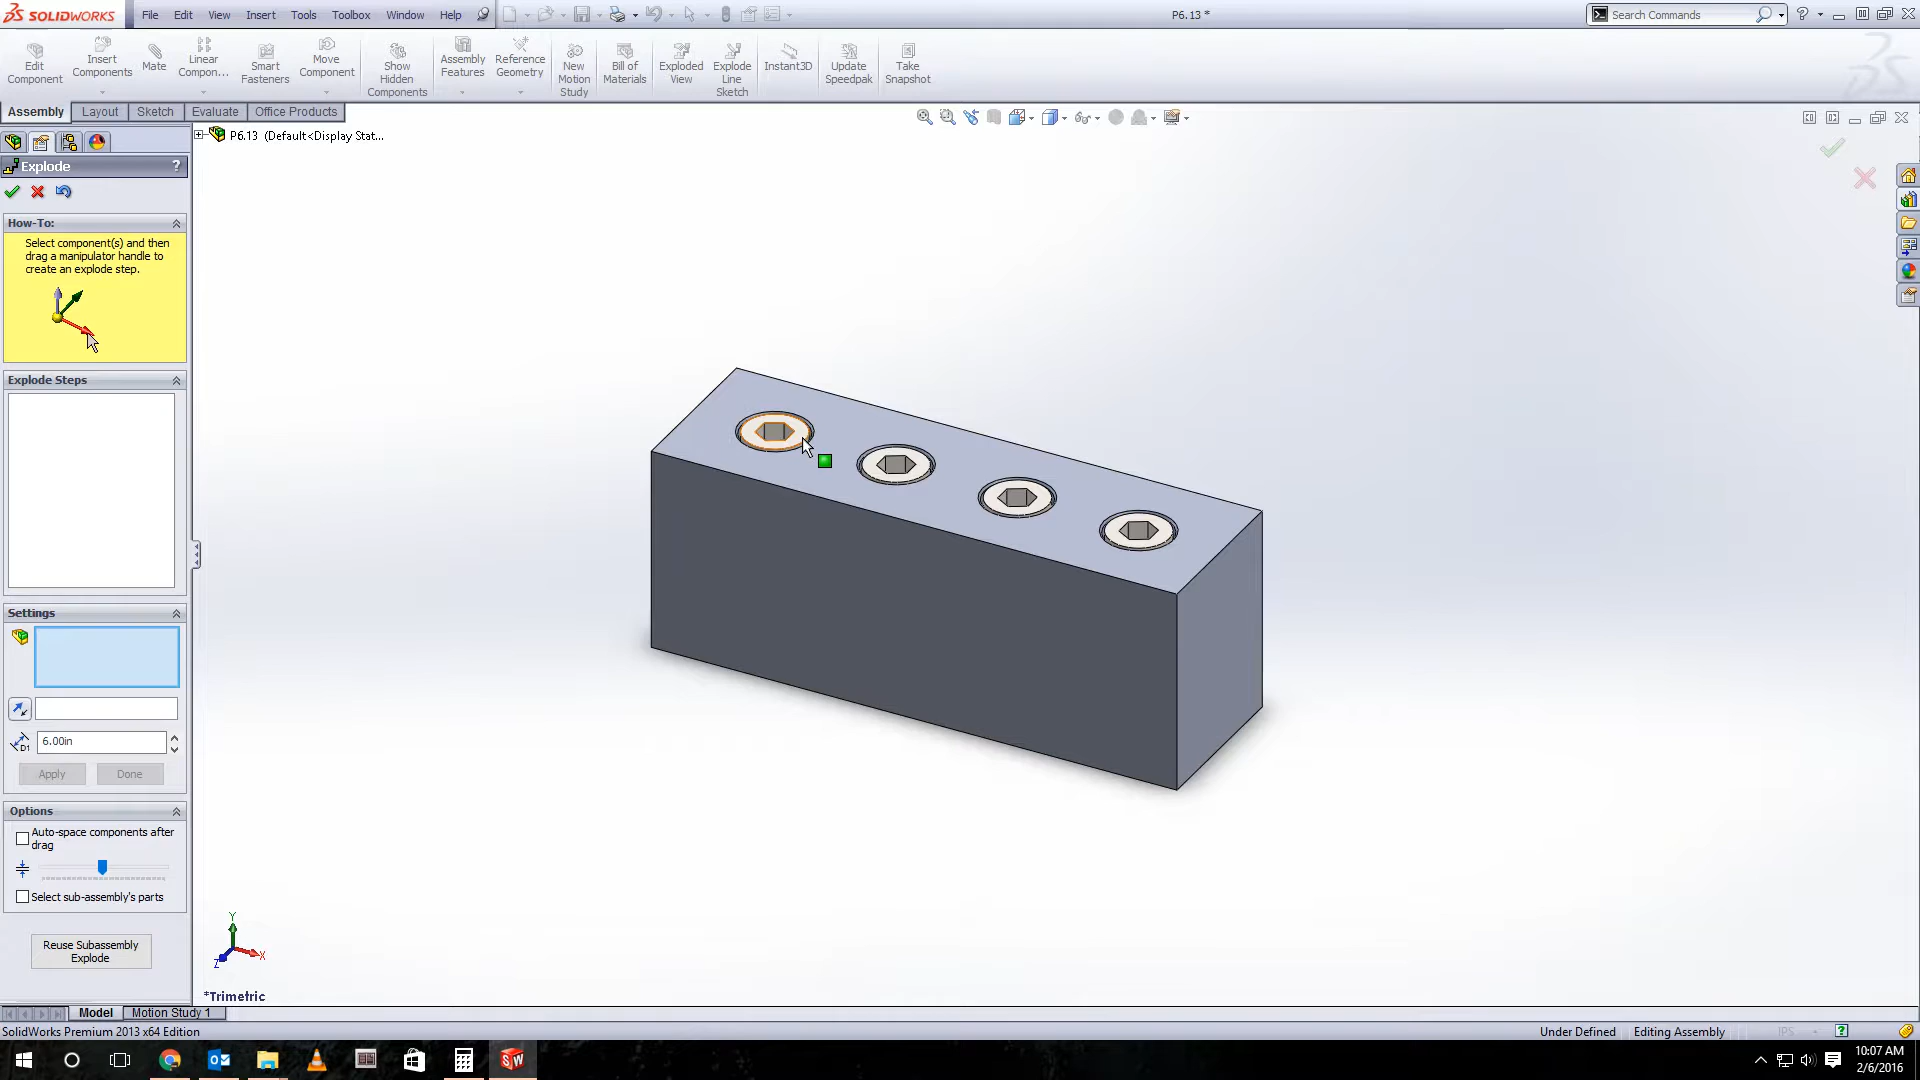 SOLIDWORKS
File Edit View Insert Tools Toolbox Window Help
P6.13 *
Search Commands
Edit Component
Insert Components
Mate
Linear Compon...
Smart Fasteners
Move Component
Show Hidden Components
Assembly Features
Reference Geometry
New Motion Study
Bill of Materials
Exploded View
Explode Line Sketch
Instant3D
Update Speedpak
Take Snapshot
Assembly Layout Sketch Evaluate Office Products
P6.13 (Default<Display Stat...
Explode ?
How-To:
Select component(s) and then
drag a manipulator handle to
create an explode step.
Explode Steps
Settings
D1
6.00in
Apply Done
Options
Auto-space components after
drag
Select sub-assembly's parts
Reuse Subassembly
Explode
Y
X
Z
*Trimetric
Model Motion Study 1
SolidWorks Premium 2013 x64 Edition
Under Defined Editing Assembly IPS
SW
10:07 AM
2/6/2016